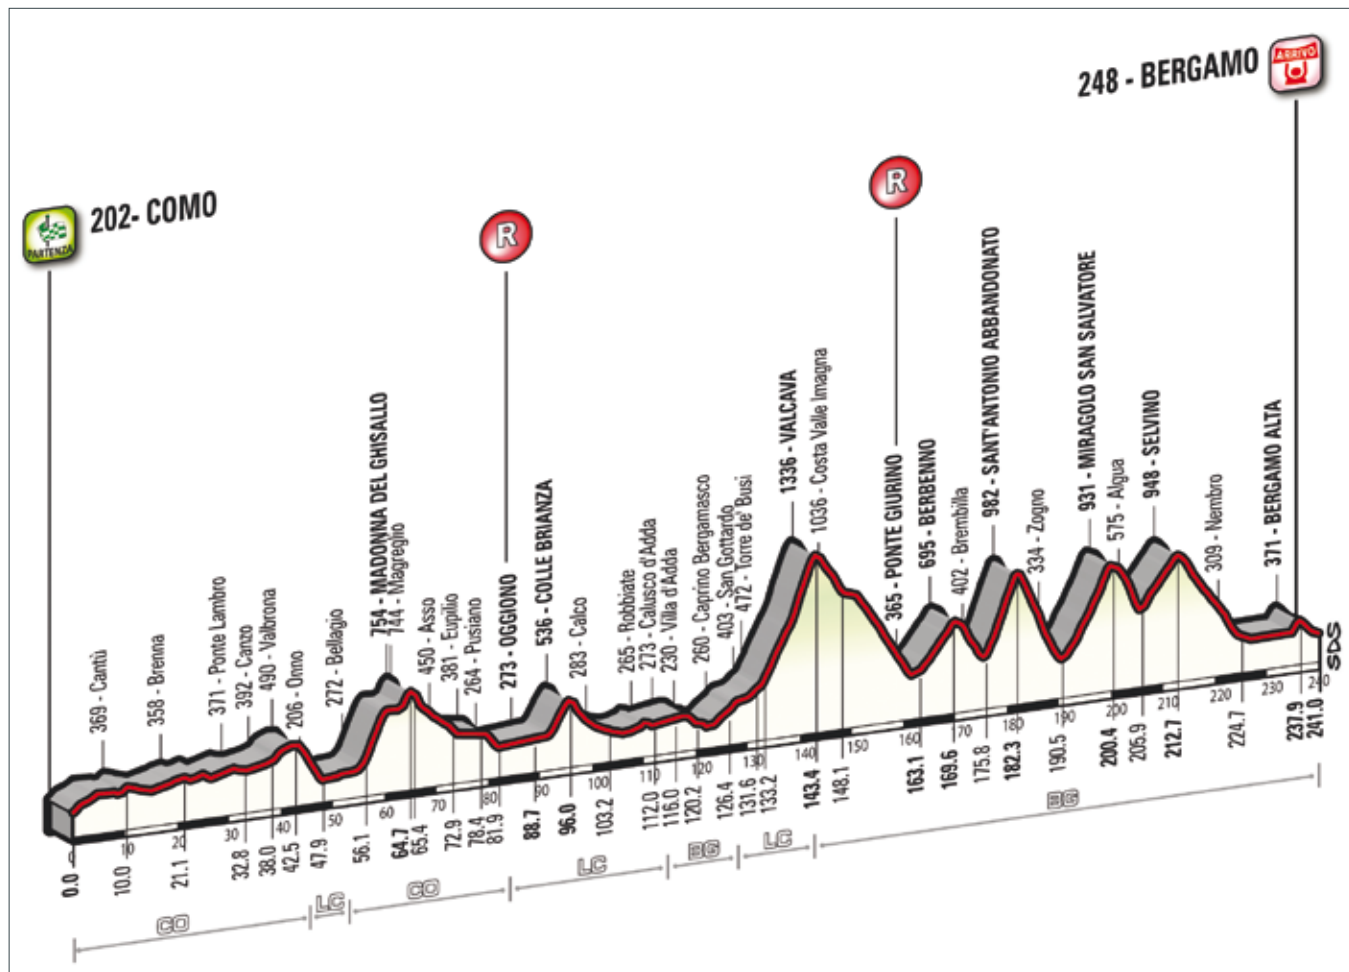 PARTENZA
202- COMO
369 - Cantù
358 - Brenna
371 - Ponte Lambro
392 - Canzo
490 - Valbrona
206 - Onno
272 - Bellagio
754 - MADONNA DEL GHISALLO
744 - Magreglio
450 - Asso
381 - Eupilio
264 - Pusiano
R
273 - OGGIONO
536 - COLLE BRIANZA
283 - Calco
265 - Robbiate
273 - Calusco d'Adda
230 - Villa d'Adda
260 - Caprino Bergamasco
403 - San Gottardo
472 - Torre de' Busi
1336 - VALCAVA
1036 - Costa Valle Imagna
R
365 - PONTE GIURINO
695 - BERBENNO
402 - Brembilla
982 - SANT'ANTONIO ABBANDONATO
334 - Zogno
931 - MIRAGOLO SAN SALVATORE
575 - Algua
948 - SELVINO
309 - Nembro
371 - BERGAMO ALTA
248 - BERGAMO
ARRIVO
SDS
0 10 20 30 40 50 60 70 80 90 100 110 120 130 140 150 160 170 180 190 200 210 220 230 240
0.0 10.0 21.1 32.8 38.0 42.5 47.9 56.1 64.7 65.4 72.9 78.4 81.9 88.7 96.0 103.2 112.0 116.0 120.2 126.4 131.6 133.2 143.4 148.1 163.1 169.6 175.8 182.3 190.5 200.4 205.9 212.7 224.7 237.9 241.0
CO LC CO LC BG LC BG